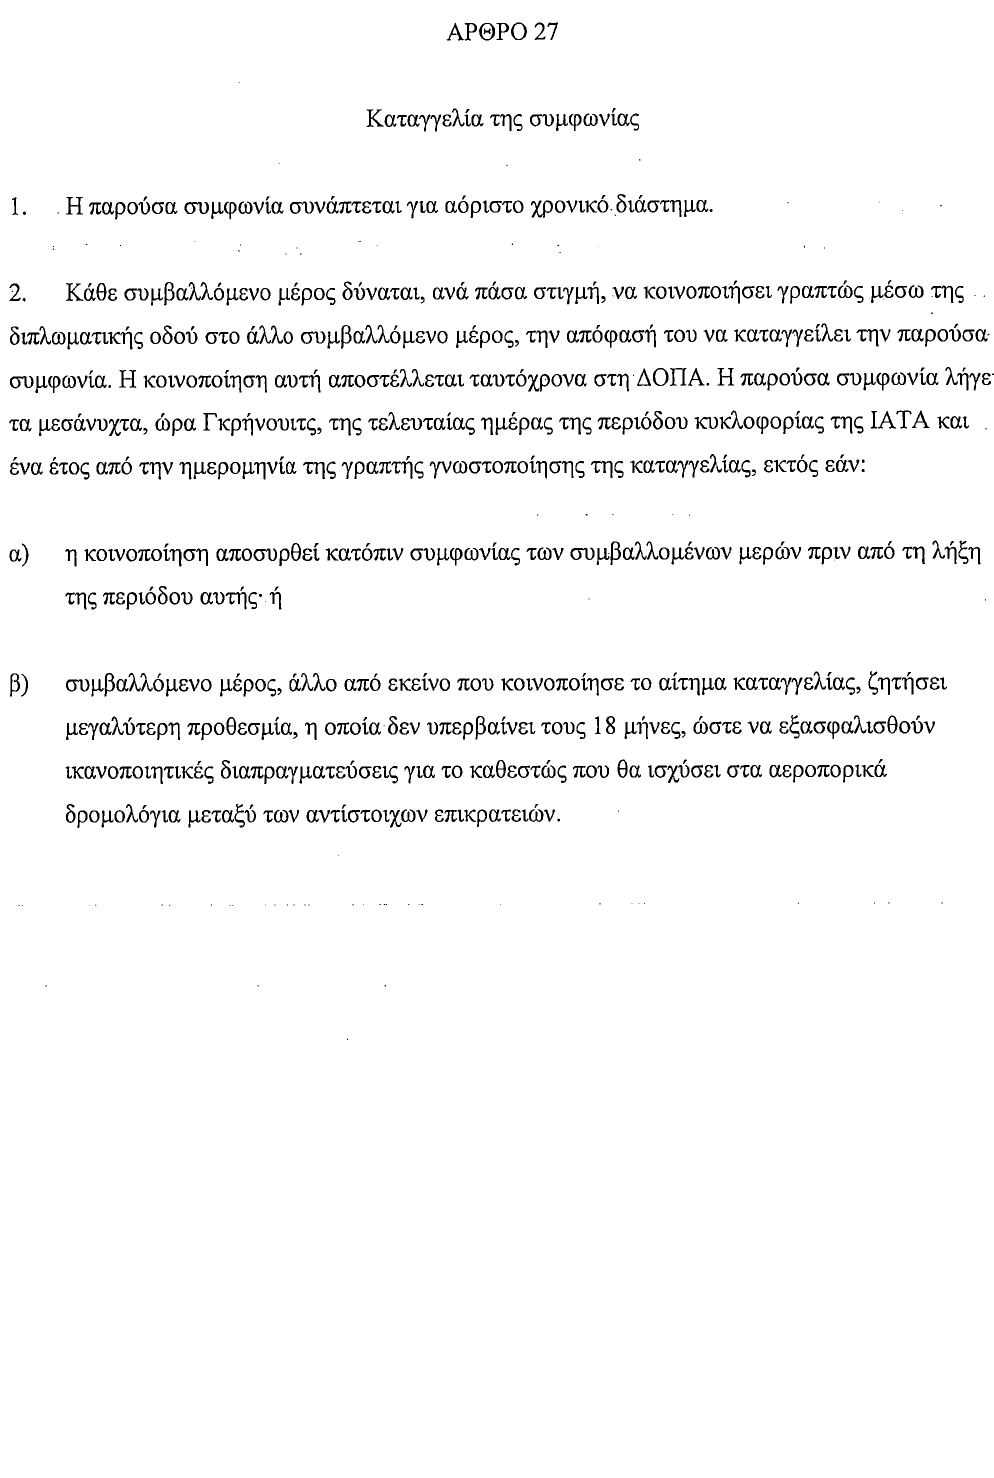 ΑΡΘΡΟ 27
Καταγγελία της συμφωνίας
1. Η παρούσα συμφωνία συνάπτεται για αόριστο χρονικό διάστημα.
2. Κάθε συμβαλλόμενο μέρος δύναται, ανά πάσα στιγμή, να κοινοποιήσει γραπτώς μέσω της
διπλωματικής οδού στο άλλο συμβαλλόμενο μέρος, την απόφασή του να καταγγείλει την παρούσα
συμφωνία. Η κοινοποίηση αυτή αποστέλλεται ταυτόχρονα στη ΔΟΠΑ. Η παρούσα συμφωνία λήγε
τα μεσάνυχτα, ώρα Γκρήνουιτς, της τελευταίας ημέρας της περιόδου κυκλοφορίας της ΙΑΤΑ και
ένα έτος από την ημερομηνία της γραπτής γνωστοποίησης της καταγγελίας, εκτός εάν:
α) η κοινοποίηση αποσυρθεί κατόπιν συμφωνίας των συμβαλλομένων μερών πριν από τη λήξη
της περιόδου αυτής· ή
β) συμβαλλόμενο μέρος, άλλο από εκείνο που κοινοποίησε το αίτημα καταγγελίας, ζητήσει
μεγαλύτερη προθεσμία, η οποία δεν υπερβαίνει τους 18 μήνες, ώστε να εξασφαλισθούν
ικανοποιητικές διαπραγματεύσεις για το καθεστώς που θα ισχύσει στα αεροπορικά
δρομολόγια μεταξύ των αντίστοιχων επικρατειών.